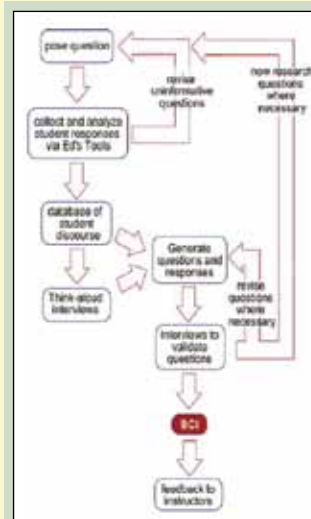 pose question
revise
uninformative
questions
new research
questions
where
necessary
collect and analyze
student responses
via Ed's Tools
database of
student
discourse
Generate
questions and
responses
Think-aloud
interviews
revise
questions
where
necessary
Interviews to
validate
questions
BCI
feedback to
instructors